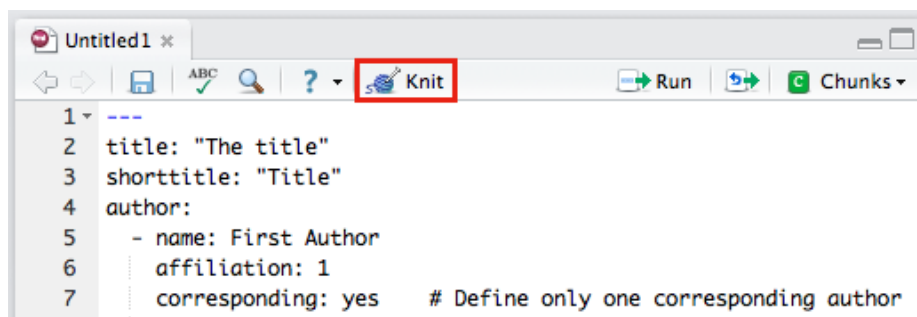 Untitled1
ABC ? Knit Run C Chunks
1 ---
2 title: "The title"
3 shorttitle: "Title"
4 author:
5   - name: First Author
6     affiliation: 1
7     corresponding: yes    # Define only one corresponding author